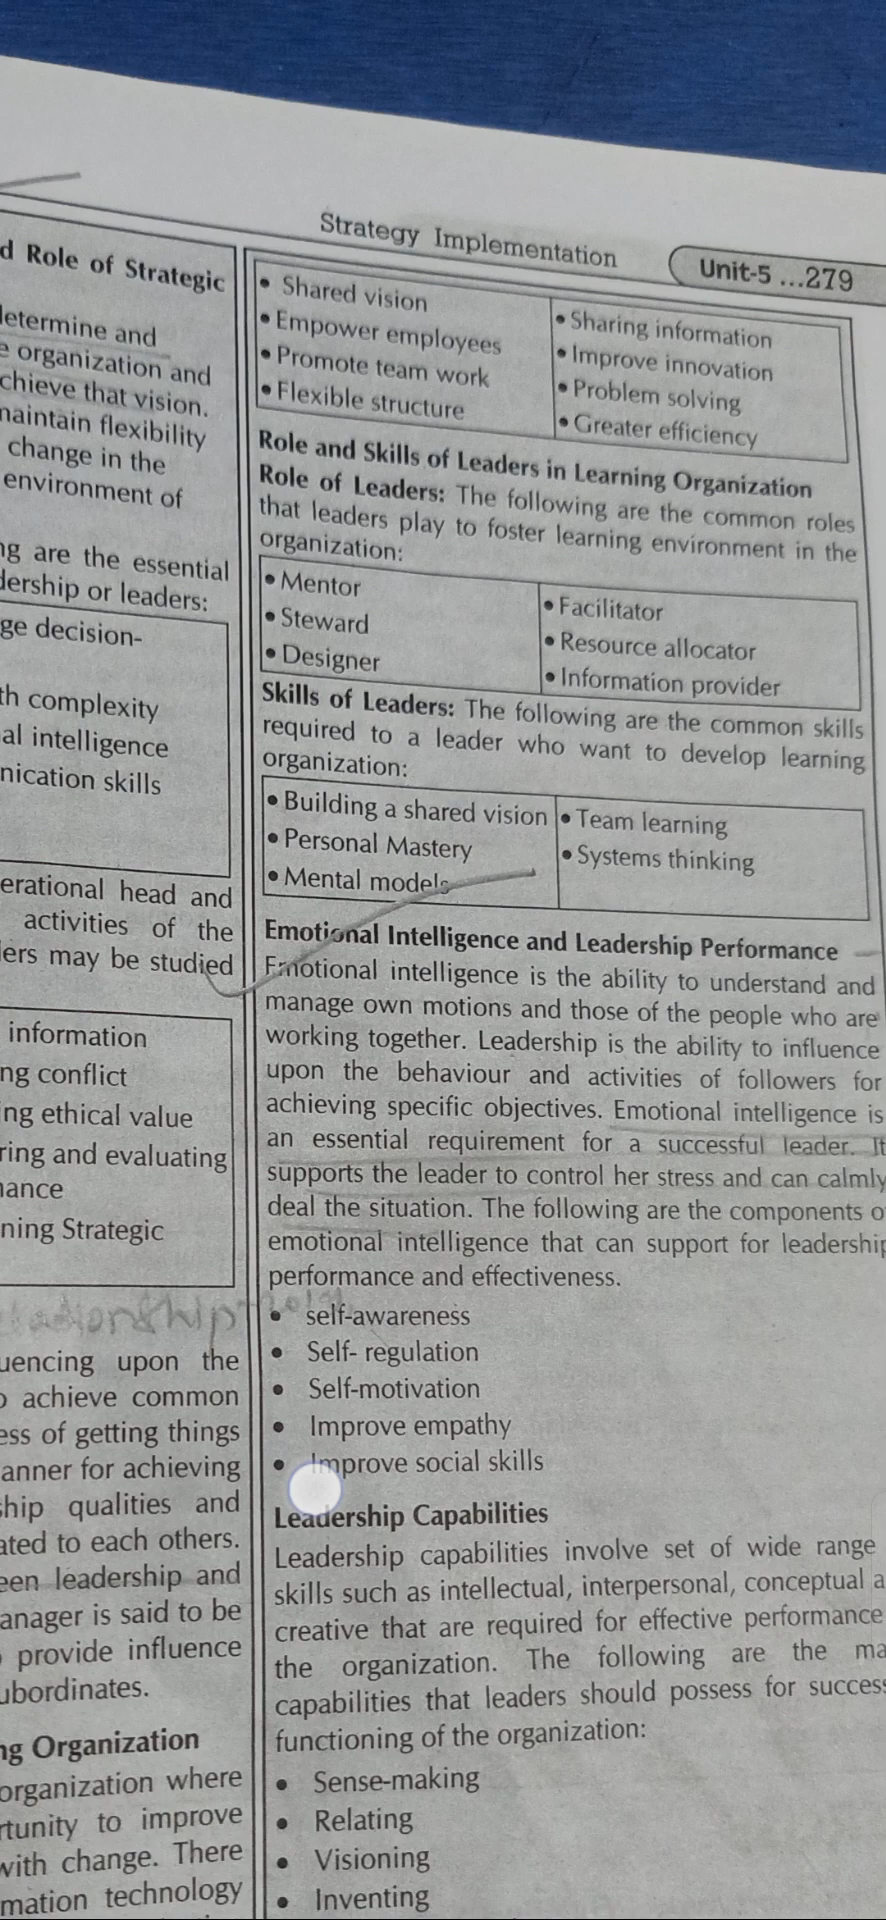 Strategy Implementation
Unit-5 ...279
d Role of Strategic
determine and
organization and
chieve that vision.
maintain flexibility
change in the
environment of
ng are the essential
dership or leaders:
ge decision-
th complexity
al intelligence
nication skills
erational head and
activities of the
ders may be studied
information
ng conflict
ing ethical value
ring and evaluating
nance
ning Strategic
uencing upon the
achieve common
ess of getting things
anner for achieving
ship qualities and
ated to each others.
een leadership and
anager is said to be
provide influence
ubordinates.
ng Organization
organization where
rtunity to improve
with change. There
mation technology
• Shared vision
• Empower employees
• Promote team work
• Flexible structure
• Sharing information
• Improve innovation
• Problem solving
• Greater efficiency
Role and Skills of Leaders in Learning Organization
Role of Leaders: The following are the common roles
that leaders play to foster learning environment in the
organization:
• Mentor
• Steward
• Designer
• Facilitator
• Resource allocator
• Information provider
Skills of Leaders: The following are the common skills
required to a leader who want to develop learning
organization:
• Building a shared vision
• Personal Mastery
• Mental models
• Team learning
• Systems thinking
Emotional Intelligence and Leadership Performance
Emotional intelligence is the ability to understand and
manage own motions and those of the people who are
working together. Leadership is the ability to influence
upon the behaviour and activities of followers for
achieving specific objectives. Emotional intelligence is
an essential requirement for a successful leader. It
supports the leader to control her stress and can calmly
deal the situation. The following are the components o
emotional intelligence that can support for leadership
performance and effectiveness.
• self-awareness
• Self- regulation
• Self-motivation
• Improve empathy
• Improve social skills
Leadership Capabilities
Leadership capabilities involve set of wide range
skills such as intellectual, interpersonal, conceptual a
creative that are required for effective performance
the organization. The following are the ma
capabilities that leaders should possess for success
functioning of the organization:
• Sense-making
• Relating
• Visioning
• Inventing